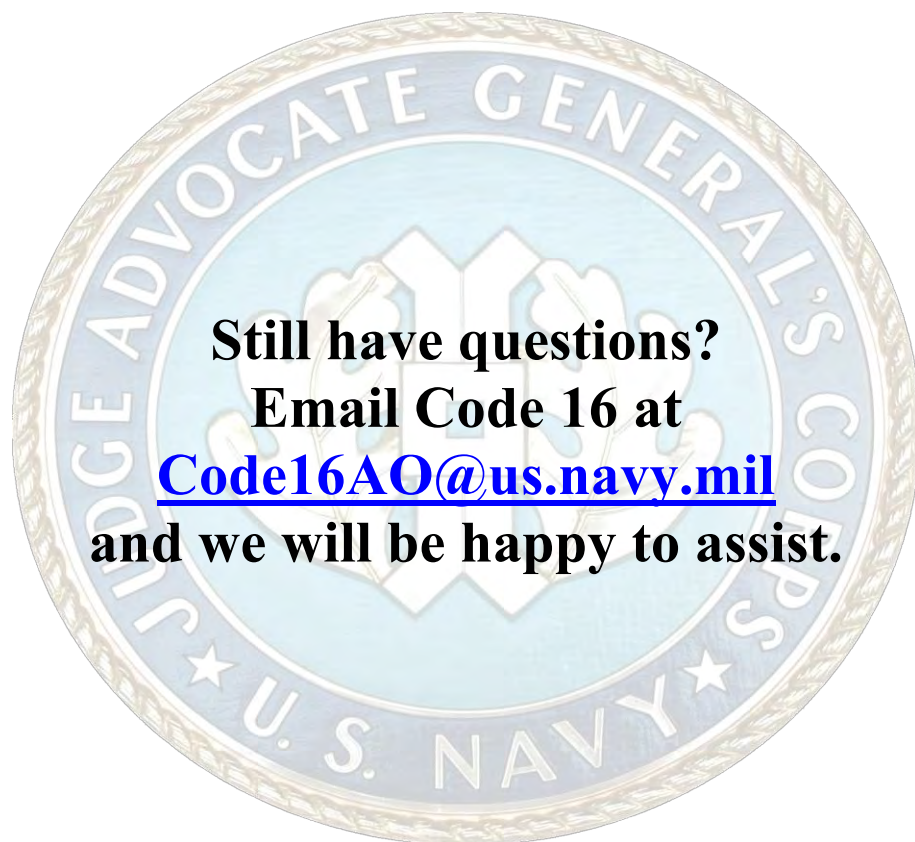 JUDGE ADVOCATE GENERAL'S CORPS
Still have questions?
Email Code 16 at
Code16AO@us.navy.mil
and we will be happy to assist.
U. S. NAVY